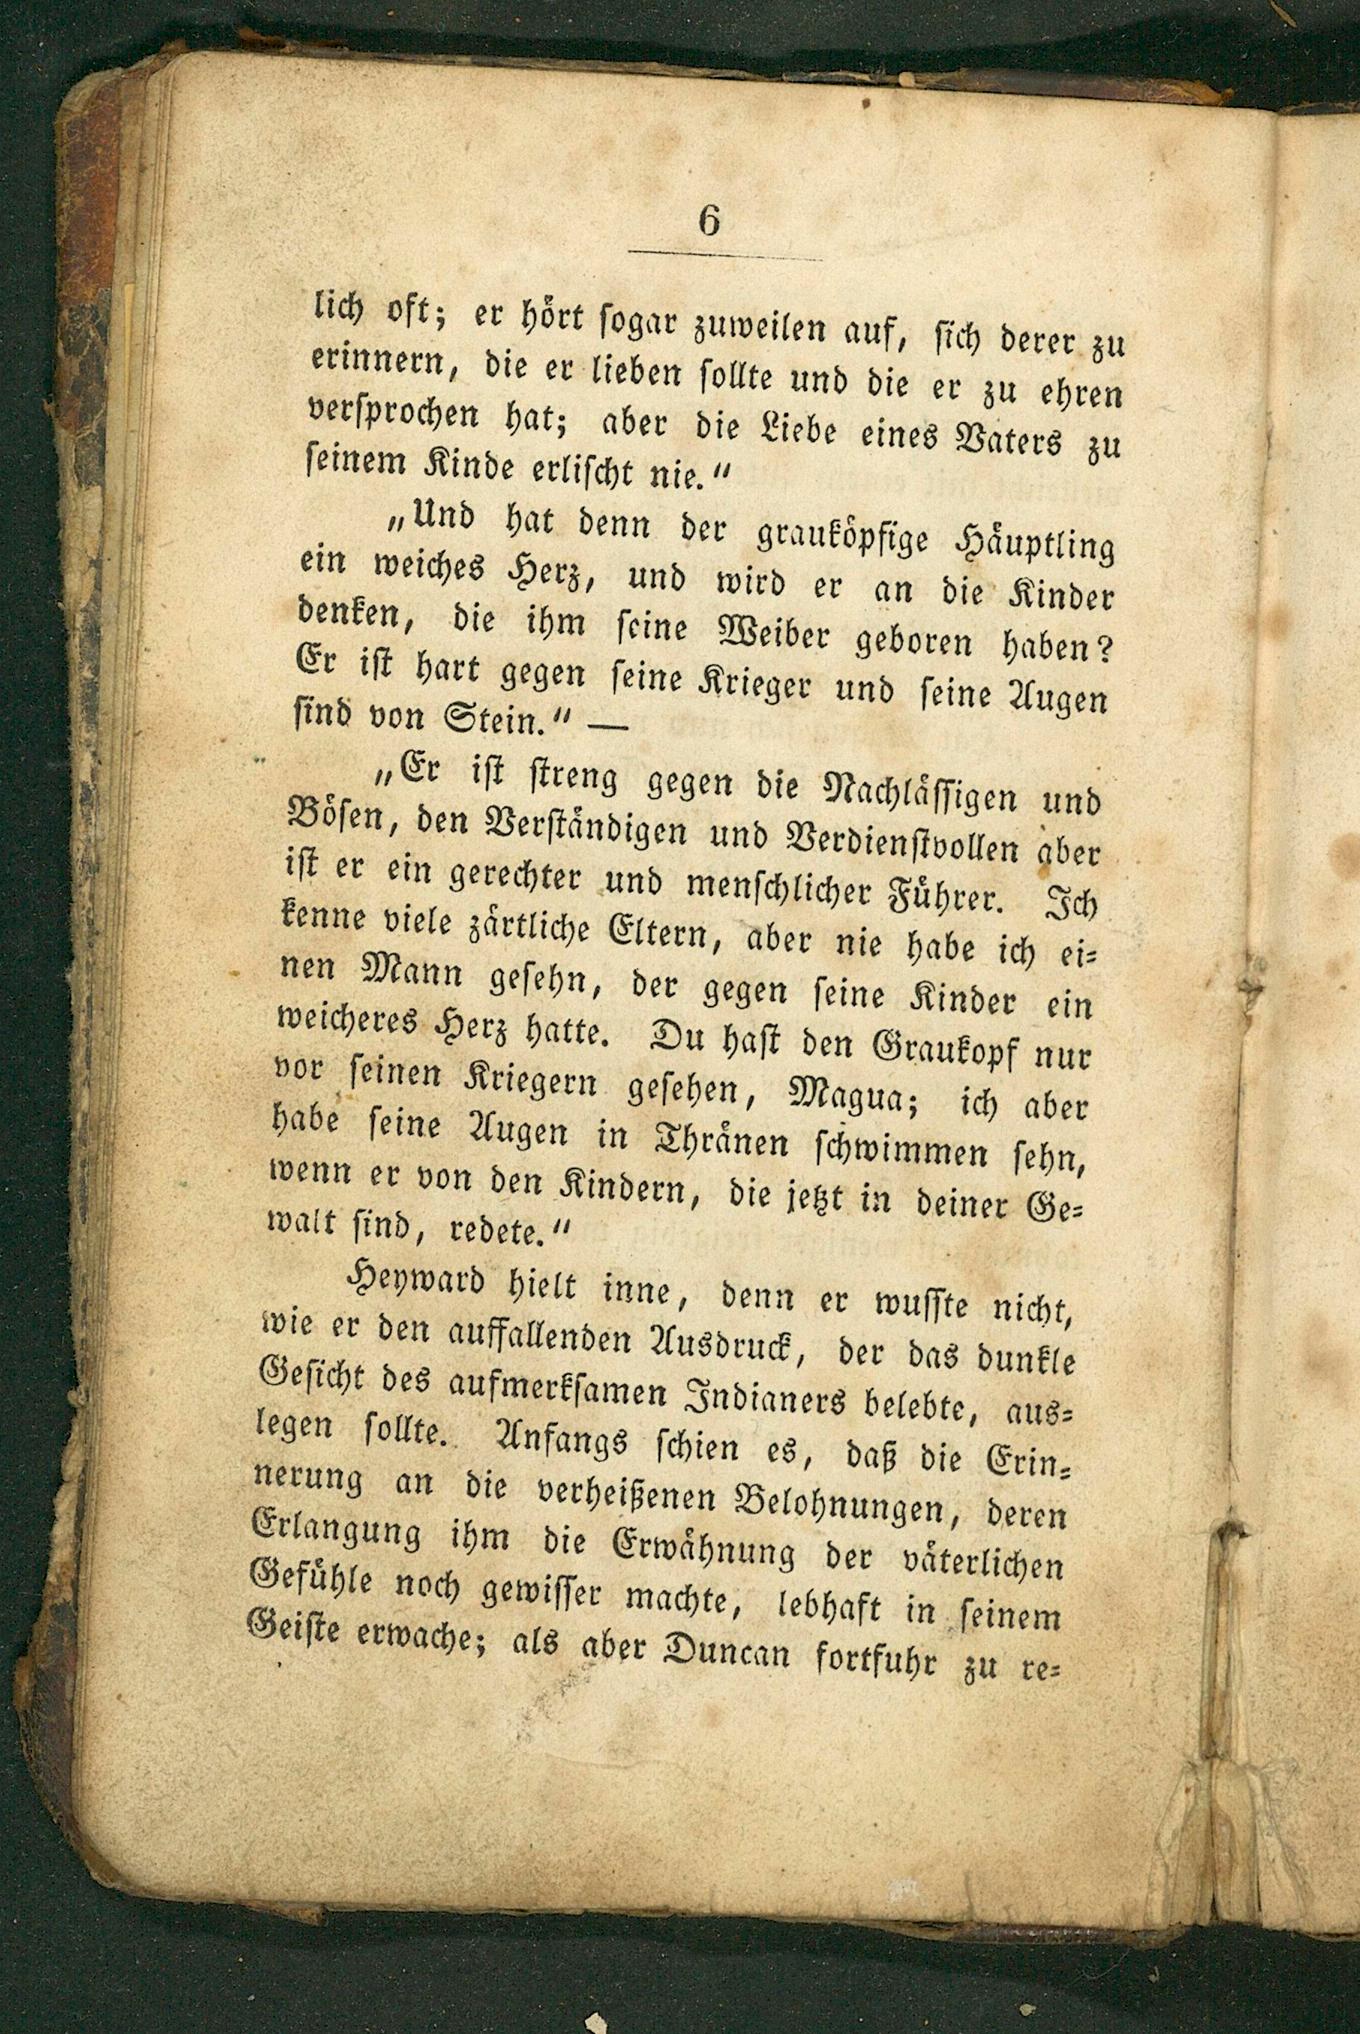 6
lich oft; er hört sogar zuweilen auf, sich derer zu
erinnern, die er lieben sollte und die er zu ehren
versprochen hat; aber die Liebe eines Vaters zu
seinem Kinde erlischt nie."
„Und hat denn der grauköpfige Häuptling
ein weiches Herz, und wird er an die Kinder
denken, die ihm seine Weiber geboren haben?
Er ist hart gegen seine Krieger und seine Augen
sind von Stein." —
„Er ist streng gegen die Nachlässigen und
Bösen, den Verständigen und Verdienstvollen aber
ist er ein gerechter und menschlicher Führer. Ich
kenne viele zärtliche Eltern, aber nie habe ich ei-
nen Mann gesehn, der gegen seine Kinder ein
weicheres Herz hatte. Du hast den Graukopf nur
vor seinen Kriegern gesehen, Magua; ich aber
habe seine Augen in Thränen schwimmen sehn,
wenn er von den Kindern, die jetzt in deiner Ge-
walt sind, redete."
Heyward hielt inne, denn er wusste nicht,
wie er den auffallenden Ausdruck, der das dunkle
Gesicht des aufmerksamen Indianers belebte, aus-
legen sollte. Anfangs schien es, daß die Erin-
nerung an die verheißenen Belohnungen, deren
Erlangung ihm die Erwähnung der väterlichen
Gefühle noch gewisser machte, lebhaft in seinem
Geiste erwache; als aber Duncan fortfuhr zu re-